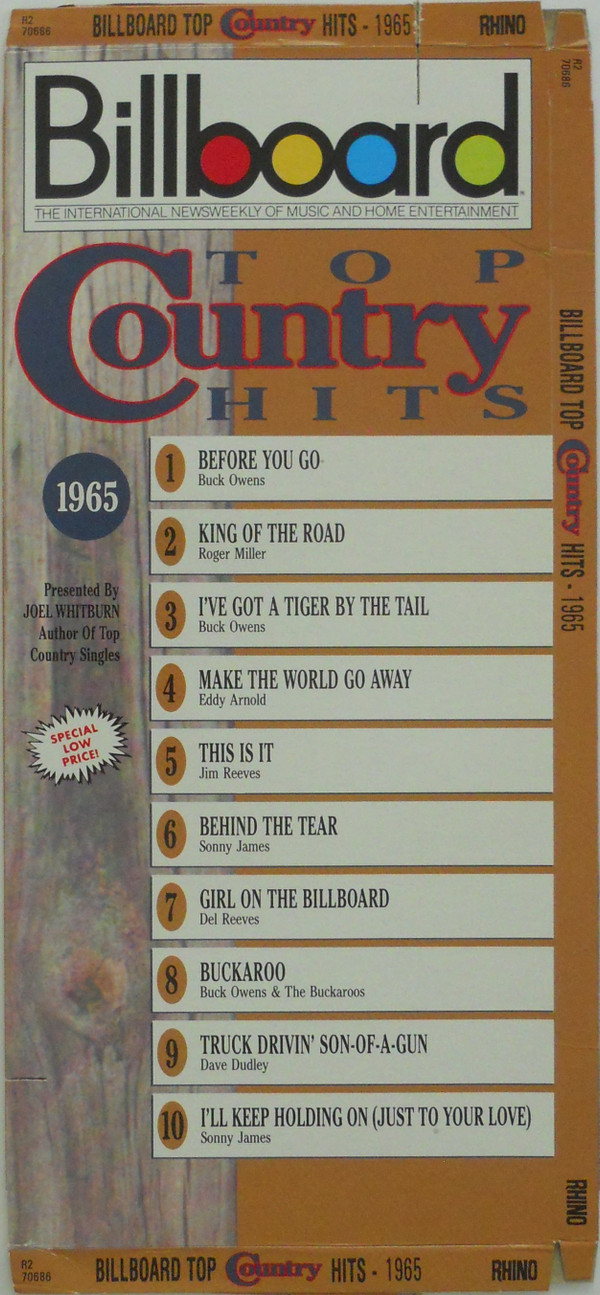 R2
70686
BILLBOARD TOP Country HITS - 1965
RHINO
R2
70686
Billboard
THE INTERNATIONAL NEWSWEEKLY OF MUSIC AND HOME ENTERTAINMENT
TOP
Country
HITS
BILLBOARD TOP Country HITS - 1965
1965
Presented By
JOEL WHITBURN
Author Of Top
Country Singles
SPECIAL
LOW
PRICE!
1 BEFORE YOU GO
Buck Owens
2 KING OF THE ROAD
Roger Miller
3 I'VE GOT A TIGER BY THE TAIL
Buck Owens
4 MAKE THE WORLD GO AWAY
Eddy Arnold
5 THIS IS IT
Jim Reeves
6 BEHIND THE TEAR
Sonny James
7 GIRL ON THE BILLBOARD
Del Reeves
8 BUCKAROO
Buck Owens & The Buckaroos
9 TRUCK DRIVIN' SON-OF-A-GUN
Dave Dudley
10 I'LL KEEP HOLDING ON (JUST TO YOUR LOVE)
Sonny James
RHINO
R2
70686
BILLBOARD TOP Country HITS - 1965
RHINO